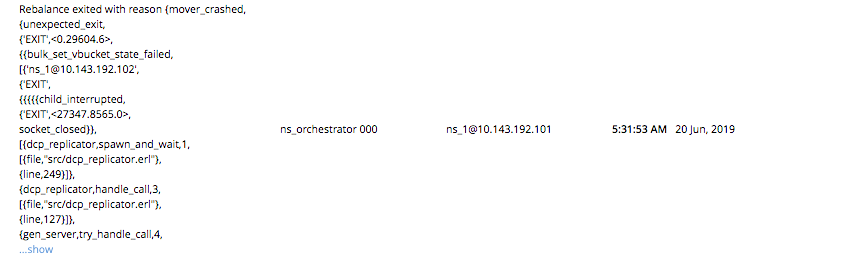 Rebalance exited with reason {mover_crashed,
{unexpected_exit,
{'EXIT',<0.29604.6>,
{{bulk_set_vbucket_state_failed,
[{'ns_1@10.143.192.102',
{'EXIT',
{{{{{child_interrupted,
{'EXIT',<27347.8565.0>,
socket_closed}},
[{dcp_replicator,spawn_and_wait,1,
[{file,"src/dcp_replicator.erl"},
{line,249}]},
{dcp_replicator,handle_call,3,
[{file,"src/dcp_replicator.erl"},
{line,127}]},
{gen_server,try_handle_call,4,
...show
ns_orchestrator 000
ns_1@10.143.192.101
5:31:53 AM 20 Jun, 2019